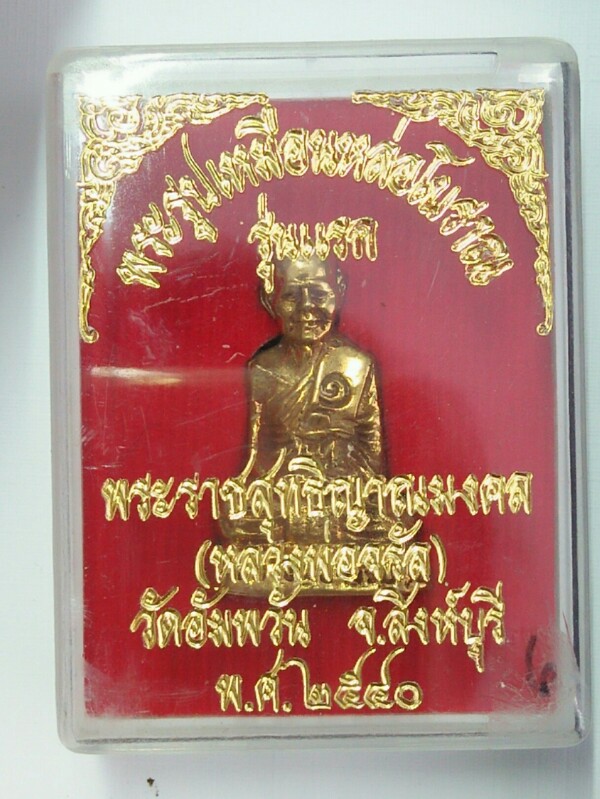 พระรูปเหมือนหล่อโบราณ
รุ่นแรก
พระราชสุทธิญาณมงคล
(หลวงพ่อจรัล)
วัดอัมพวัน จ.สิงห์บุรี
พ.ศ.๒๕๔๐